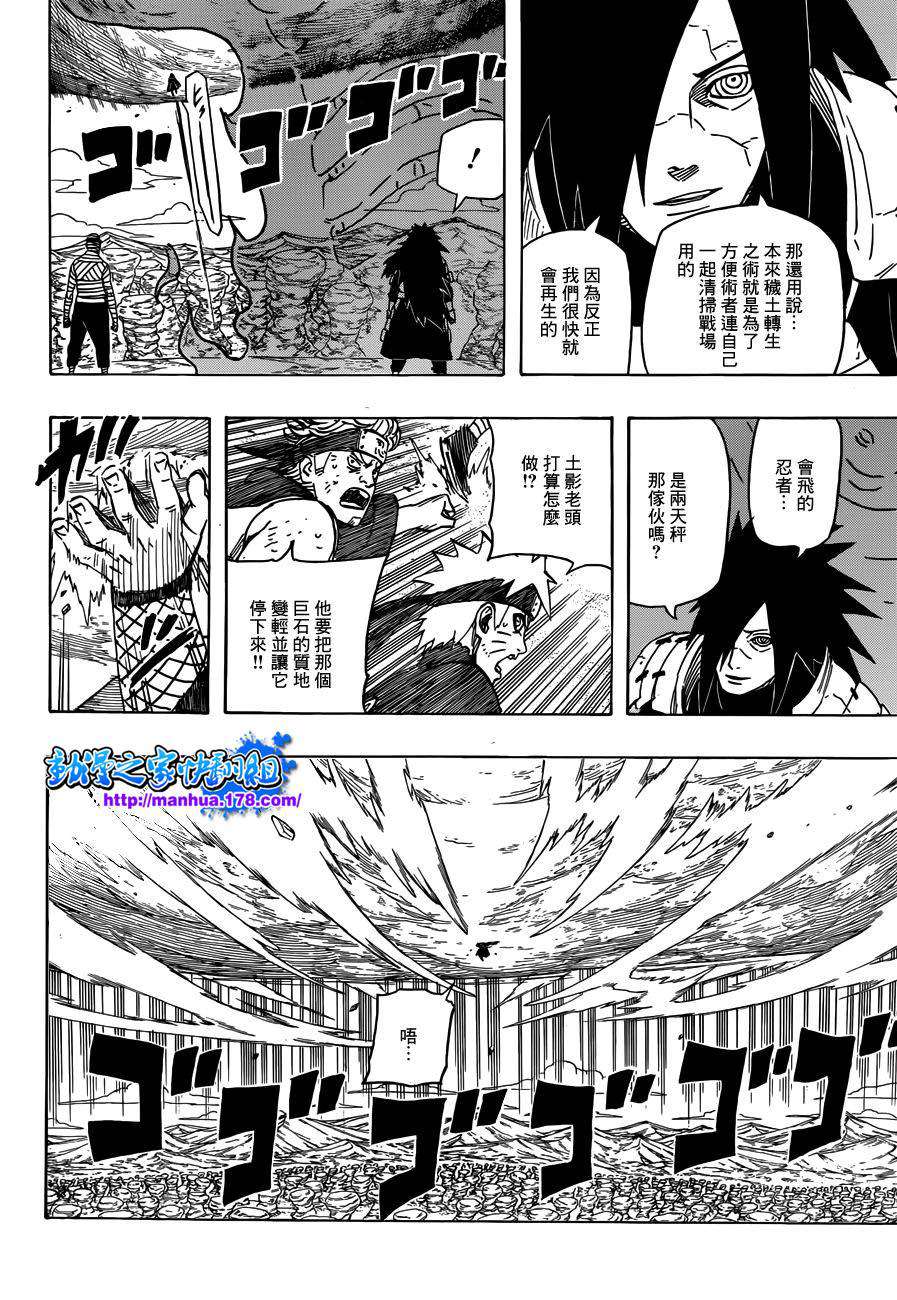 那還用說…
本來穢土轉生
之術就是為了
方便術者連自己
一起清掃戰場
用的
因為反正
我們很快就
會再生的
！
ゴゴゴゴ
會飛的
忍者…
是兩天秤
那傢伙嗎？
土影老頭
打算怎麼
做!?
他要把那個
巨石的質地
變輕並讓它
停下來!!
ガッ
動漫之家快翻組
http://manhua.178.com/
唔…
ゴゴゴゴゴゴ